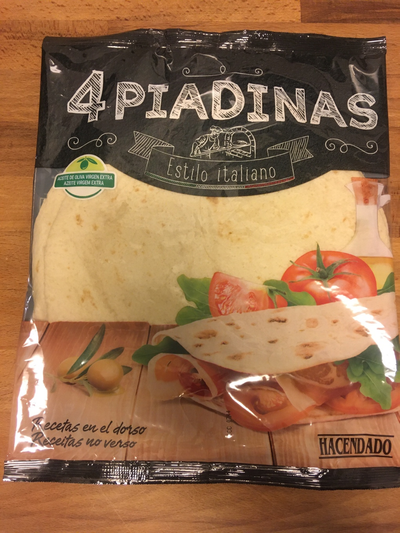 4 PIADINAS
Estilo italiano
ACEITE DE OLIVA VIRGEN EXTRA
AZEITE VIRGEM EXTRA
Recetas en el dorso
Receitas no verso
HACENDADO